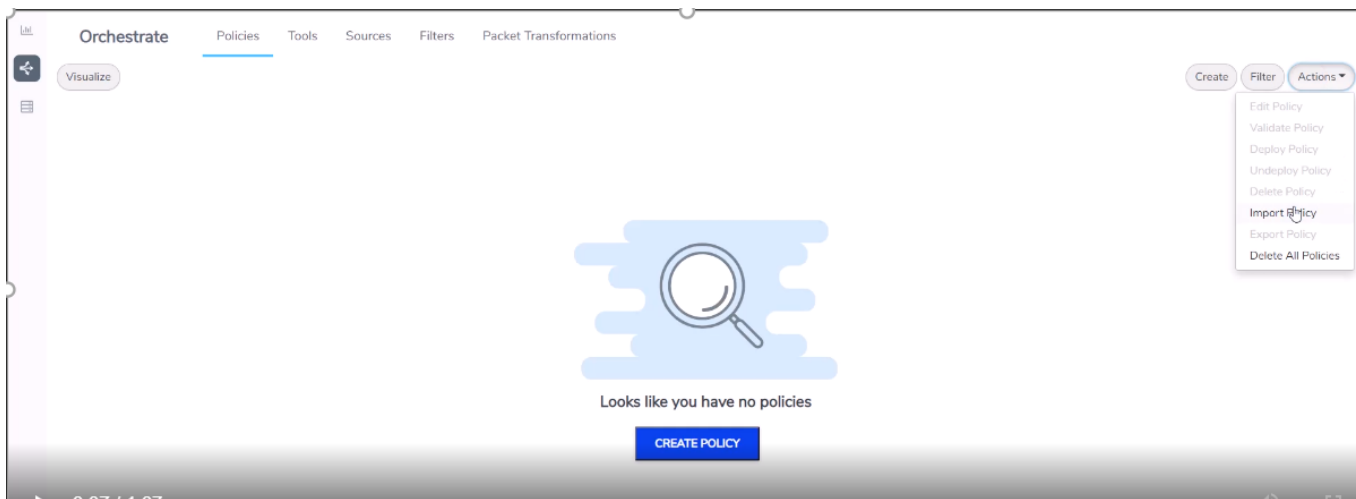 Orchestrate Policies Tools Sources Filters Packet Transformations
Visualize Create Filter Actions
Edit Policy
Validate Policy
Deploy Policy
Undeploy Policy
Delete Policy
Import Policy
Export Policy
Delete All Policies
Looks like you have no policies
CREATE POLICY